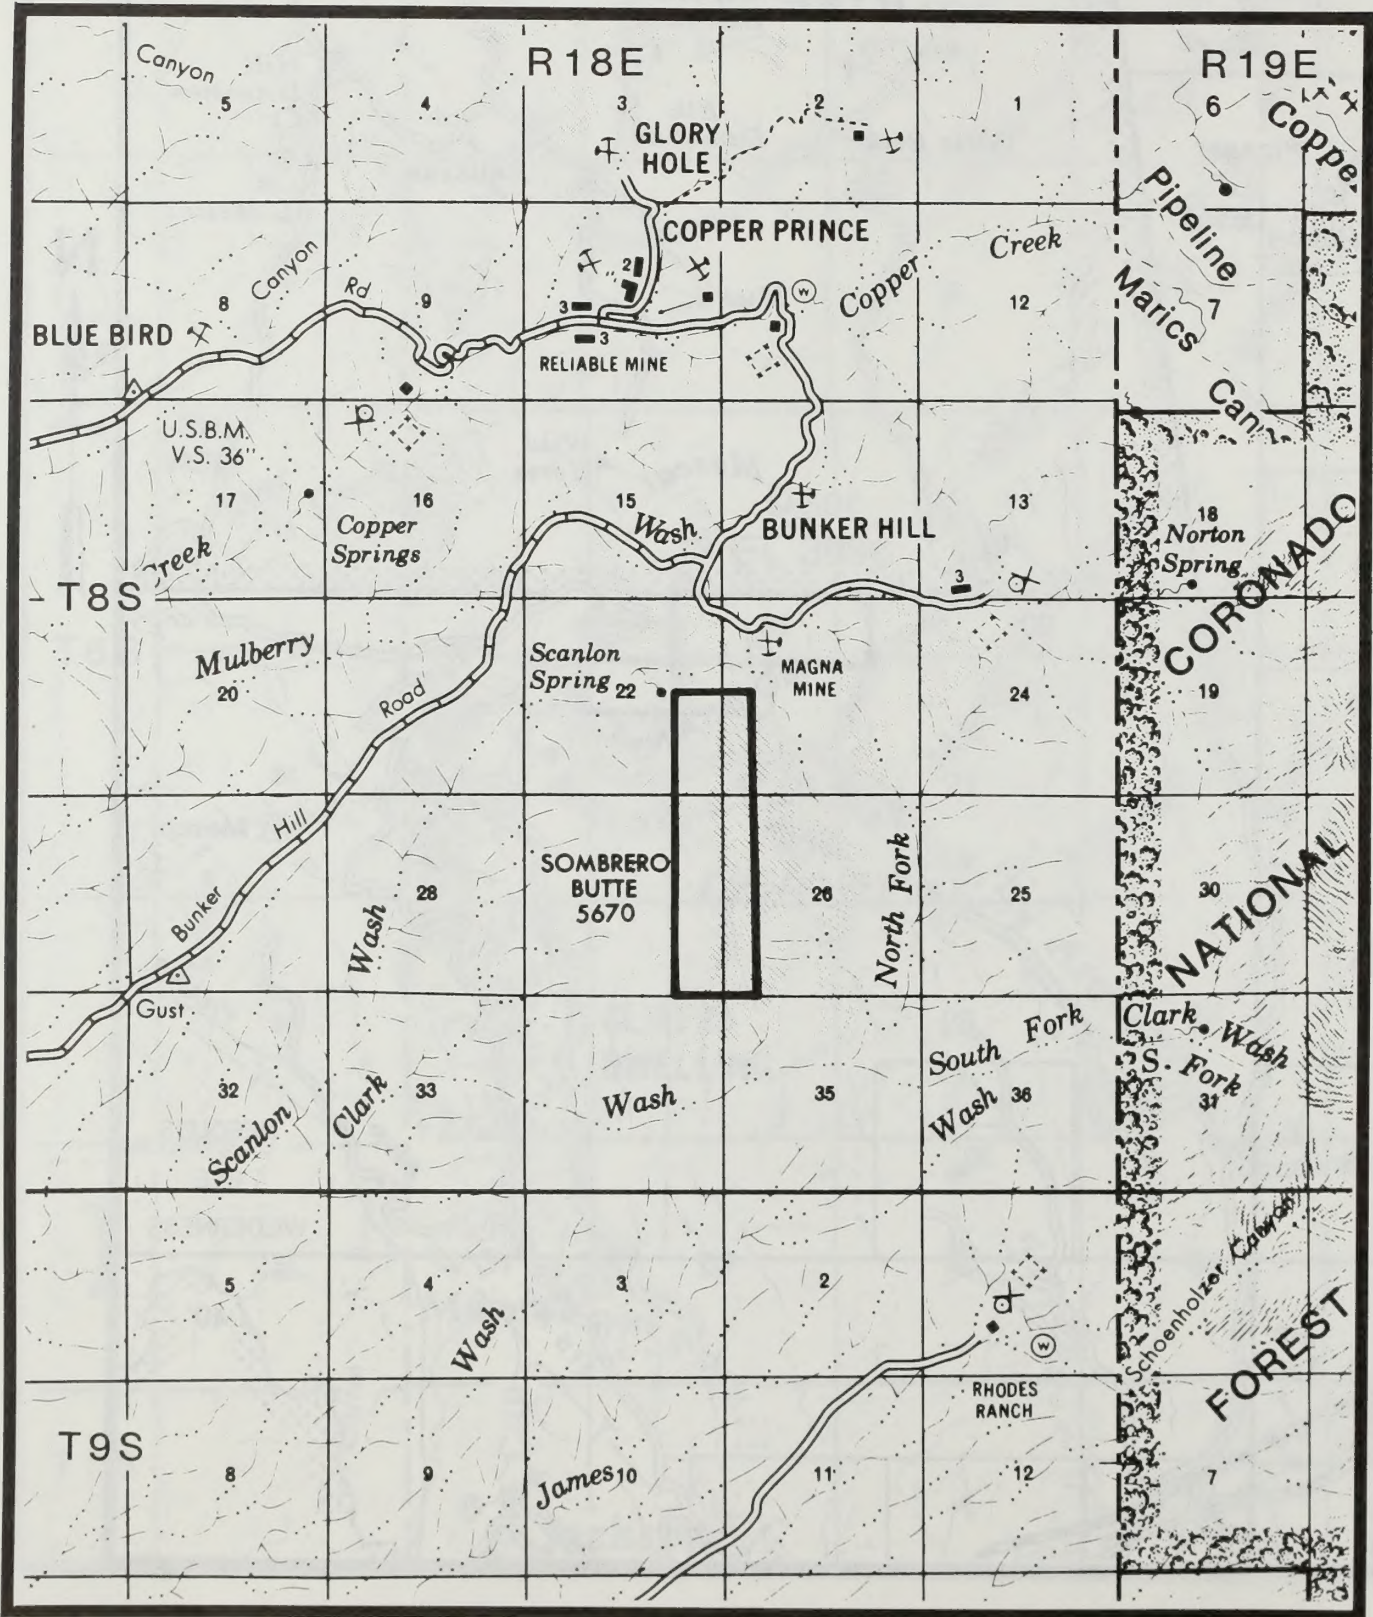 R 18 E
R 19 E
Canyon
5
4
3
2
1
6
Coppe
GLORY
HOLE
Pipeline
COPPER PRINCE
Creek
Canyon
2
Copper
Marics
8
Rd
9
3
W
12
7
BLUE BIRD
3
RELIABLE MINE
Can
U.S.B.M.
V.S. 36"
17
16
15
13
18
Copper
Springs
Wash
BUNKER HILL
Norton
Spring
Creek
3
T8S
CORONADO
Mulberry
Scanlon
Spring
22
MAGNA
MINE
20
Road
24
19
Hill
SOMBRERO
BUTTE
5670
28
26
North Fork
25
30
NATIONAL
Bunker
Wash
Gust
South Fork
Clark Wash
S. Fork
32
Clark
33
Wash
35
Wash
36
31
Scanlon
Schoenholzer Canyon
5
4
3
2
Wash
W
FOREST
RHODES
RANCH
T9S
8
9
James
10
11
12
7